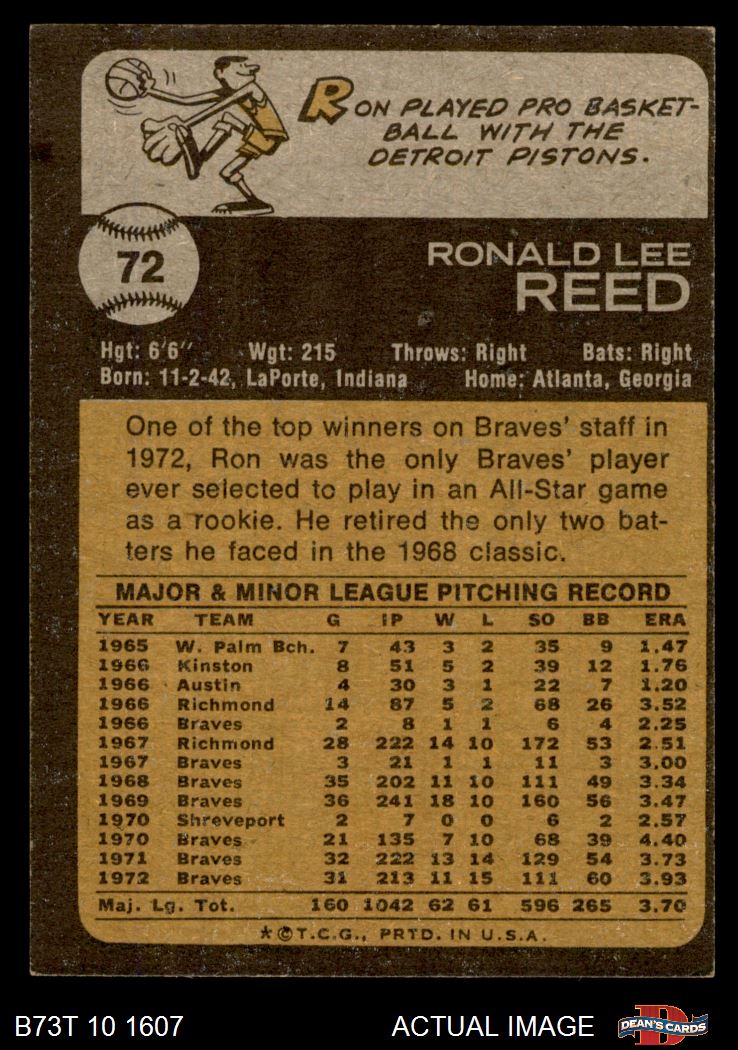 RON PLAYED PRO BASKET-
BALL WITH THE
DETROIT PISTONS.
72
RONALD LEE
REED
Hgt: 6'6" Wgt: 215 Throws: Right Bats: Right
Born: 11-2-42, LaPorte, Indiana Home: Atlanta, Georgia
One of the top winners on Braves' staff in
1972, Ron was the only Braves' player
ever selected to play in an All-Star game
as a rookie. He retired the only two bat-
ters he faced in the 1968 classic.
MAJOR & MINOR LEAGUE PITCHING RECORD
YEAR TEAM G IP W L SO BB ERA
1965 W. Palm Bch. 7 43 3 2 35 9 1.47
1966 Kinston 8 51 5 2 39 12 1.76
1966 Austin 4 30 3 1 22 7 1.20
1966 Richmond 14 87 5 2 68 26 3.52
1966 Braves 2 8 1 1 6 4 2.25
1967 Richmond 28 222 14 10 172 53 2.51
1967 Braves 3 21 1 1 11 3 3.00
1968 Braves 35 202 11 10 111 49 3.34
1969 Braves 36 241 18 10 160 56 3.47
1970 Shreveport 2 7 0 0 6 2 2.57
1970 Braves 21 135 7 10 68 39 4.40
1971 Braves 32 222 13 14 129 54 3.73
1972 Braves 31 213 11 15 111 60 3.93
Maj. Lg. Tot. 160 1042 62 61 596 265 3.70
*©T.C.G., PRTD. IN U.S.A.
B73T 10 1607 ACTUAL IMAGE D DEAN'S CARDS